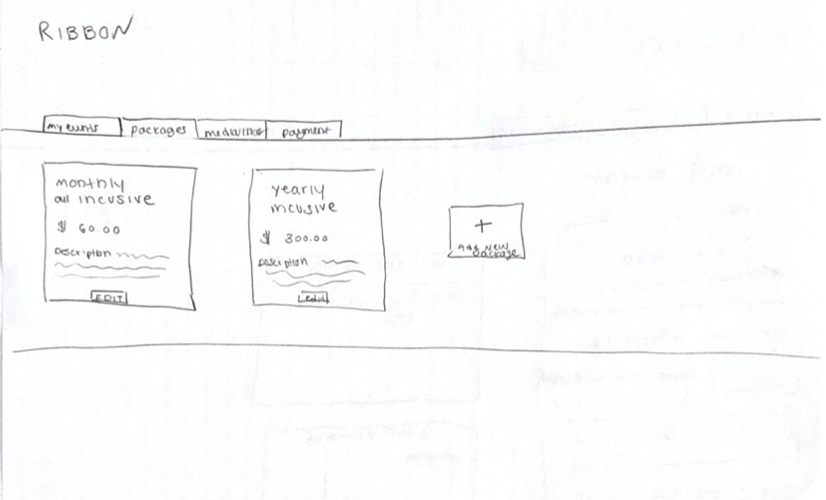 RIBBON
my events
packages
payment
monthly
all incusive
$ 60.00
Description
EDIT
yearly
incusive
$ 300.00
Description
edit
+
Add New
package